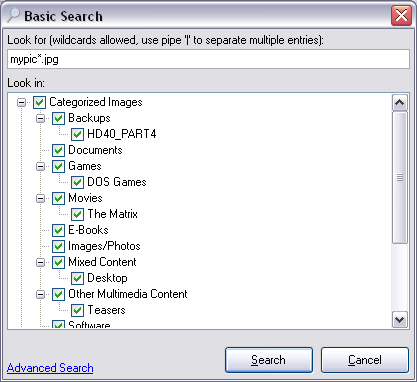 Basic Search
Look for (wildcards allowed, use pipe '|' to separate multiple entries):
mypic*.jpg
Look in:
Categorized Images
Backups
HD40_PART4
Documents
Games
DOS Games
Movies
The Matrix
E-Books
Images/Photos
Mixed Content
Desktop
Other Multimedia Content
Teasers
Software
Advanced Search
Search
Cancel